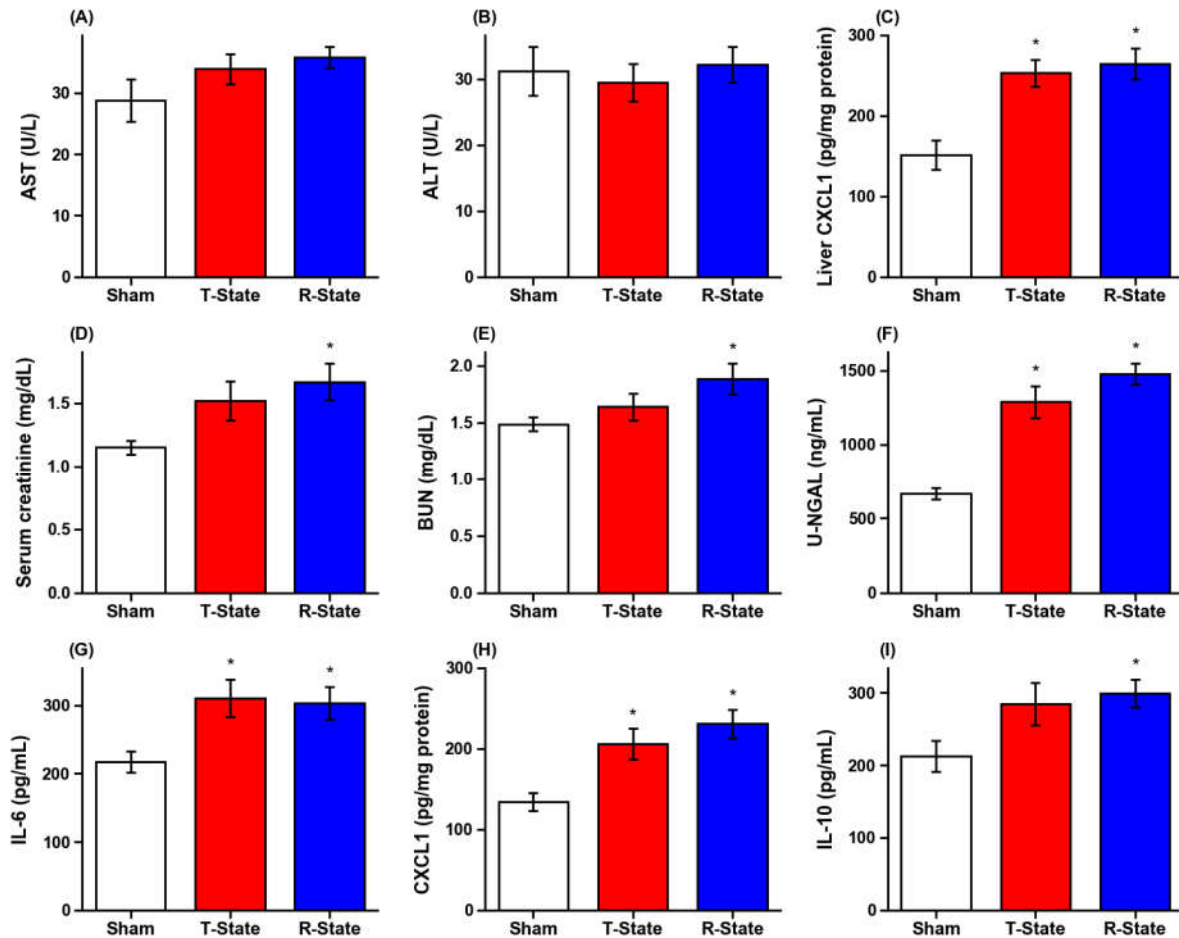 (A)
AST (U/L)
30
20
10
0
Sham T-State R-State
(B)
ALT (U/L)
30
20
10
0
Sham T-State R-State
(C)
Liver CXCL1 (pg/mg protein)
300
200
100
0
* *
Sham T-State R-State
(D)
Serum creatinine (mg/dL)
1.5
1.0
0.5
0.0
*
Sham T-State R-State
(E)
BUN (mg/dL)
2.0
1.5
1.0
0.5
0.0
*
Sham T-State R-State
(F)
U-NGAL (ng/mL)
1500
1000
500
0
* *
Sham T-State R-State
(G)
IL-6 (pg/mL)
300
200
100
0
* *
Sham T-State R-State
(H)
CXCL1 (pg/mg protein)
300
200
100
0
* *
Sham T-State R-State
(I)
IL-10 (pg/mL)
300
200
100
0
*
Sham T-State R-State